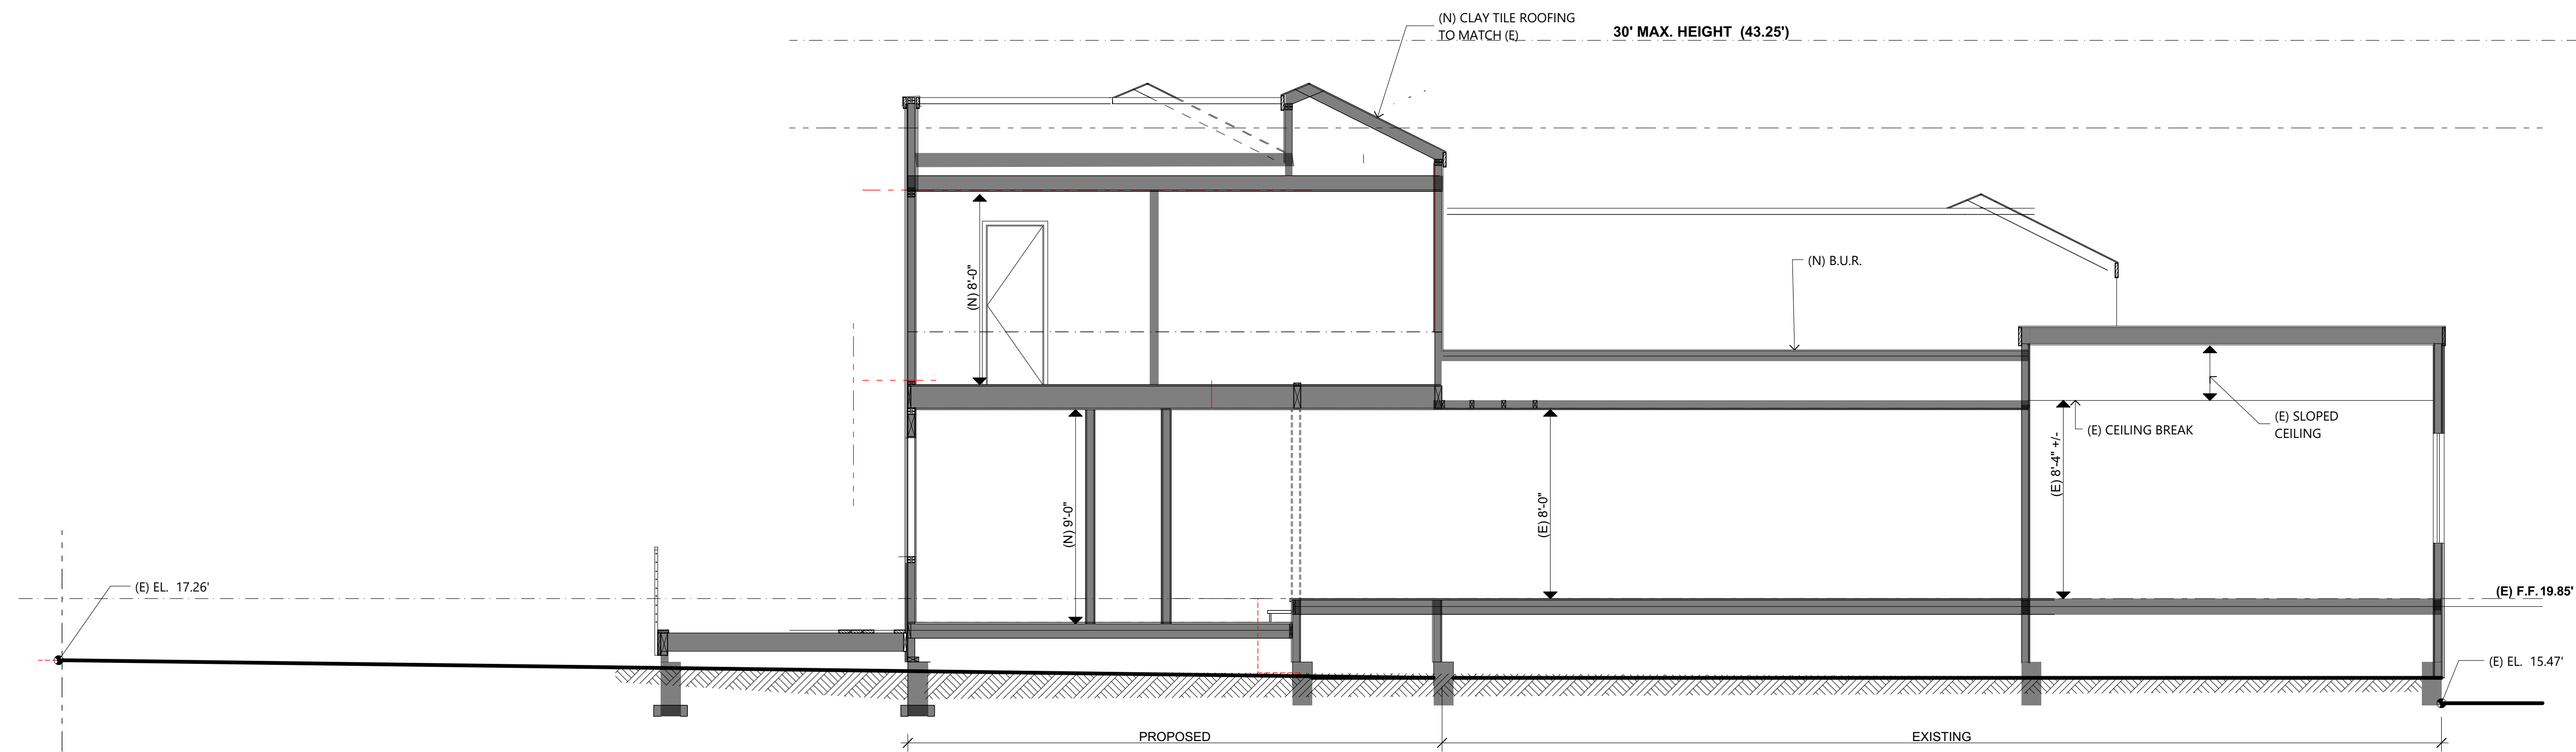 (N) CLAY TILE ROOFING
TO MATCH (E)
30' MAX. HEIGHT (43.25')
(N) 8'-0"
(N) B.U.R.
(E) SLOPED
CEILING
(E) CEILING BREAK
(E) 8'-4" +/-
(N) 9'-0"
(E) 8'-0"
(E) EL. 17.26'
(E) F.F. 19.85'
(E) EL. 15.47'
PROPOSED
EXISTING